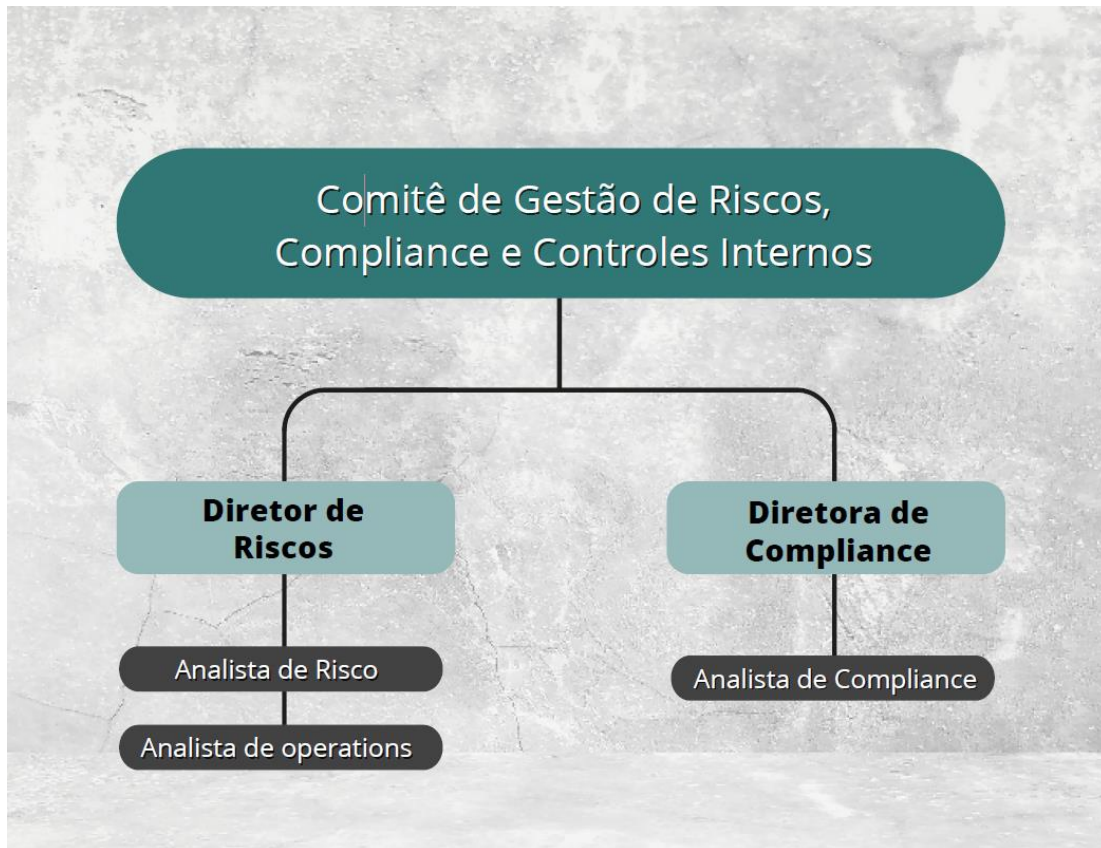 Comitê de Gestão de Riscos,
Compliance e Controles Internos
Diretor de
Riscos
Diretora de
Compliance
Analista de Risco
Analista de Compliance
Analista de operations